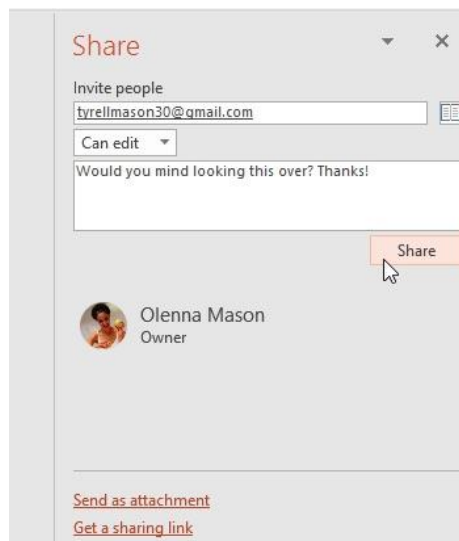 Share
Invite people
tyrellmason30@gmail.com
Can edit
Would you mind looking this over? Thanks!
Share
Olenna Mason
Owner
Send as attachment
Get a sharing link